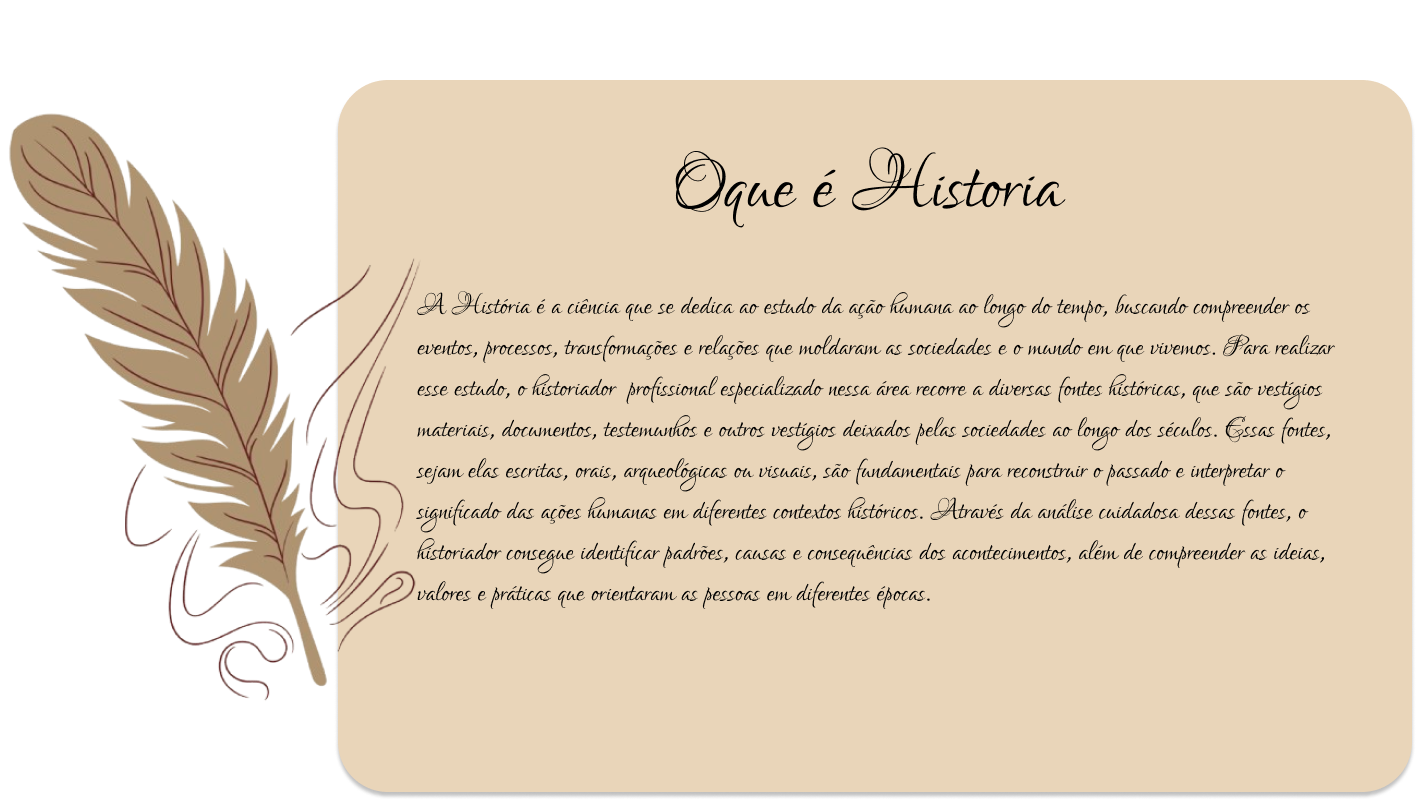 Oque é Historia
A História é a ciência que se dedica ao estudo da ação humana ao longo do tempo, buscando compreender os
eventos, processos, transformações e relações que moldaram as sociedades e o mundo em que vivemos. Para realizar
esse estudo, o historiador  profissional especializado nessa área recorre a diversas fontes históricas, que são vestígios
materiais, documentos, testemunhos e outros vestígios deixados pelas sociedades ao longo dos séculos. Essas fontes,
sejam elas escritas, orais, arqueológicas ou visuais, são fundamentais para reconstruir o passado e interpretar o
significado das ações humanas em diferentes contextos históricos. Através da análise cuidadosa dessas fontes, o
historiador consegue identificar padrões, causas e consequências dos acontecimentos, além de compreender as ideias,
valores e práticas que orientaram as pessoas em diferentes épocas.